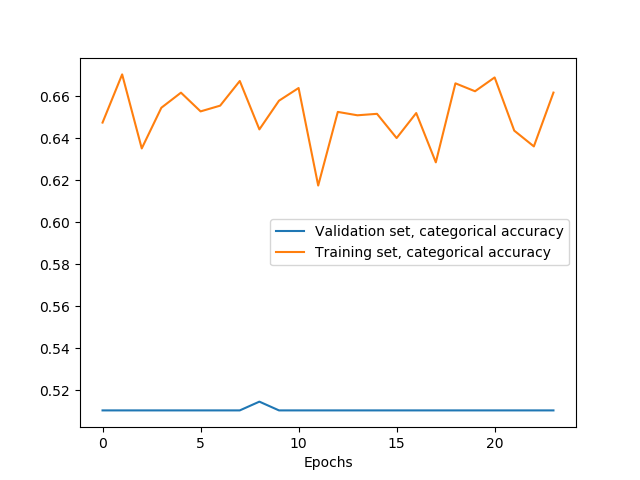 0.66
0.64
0.62
0.60
0.58
0.56
0.54
0.52
Validation set, categorical accuracy
Training set, categorical accuracy
0 5 10 15 20
Epochs